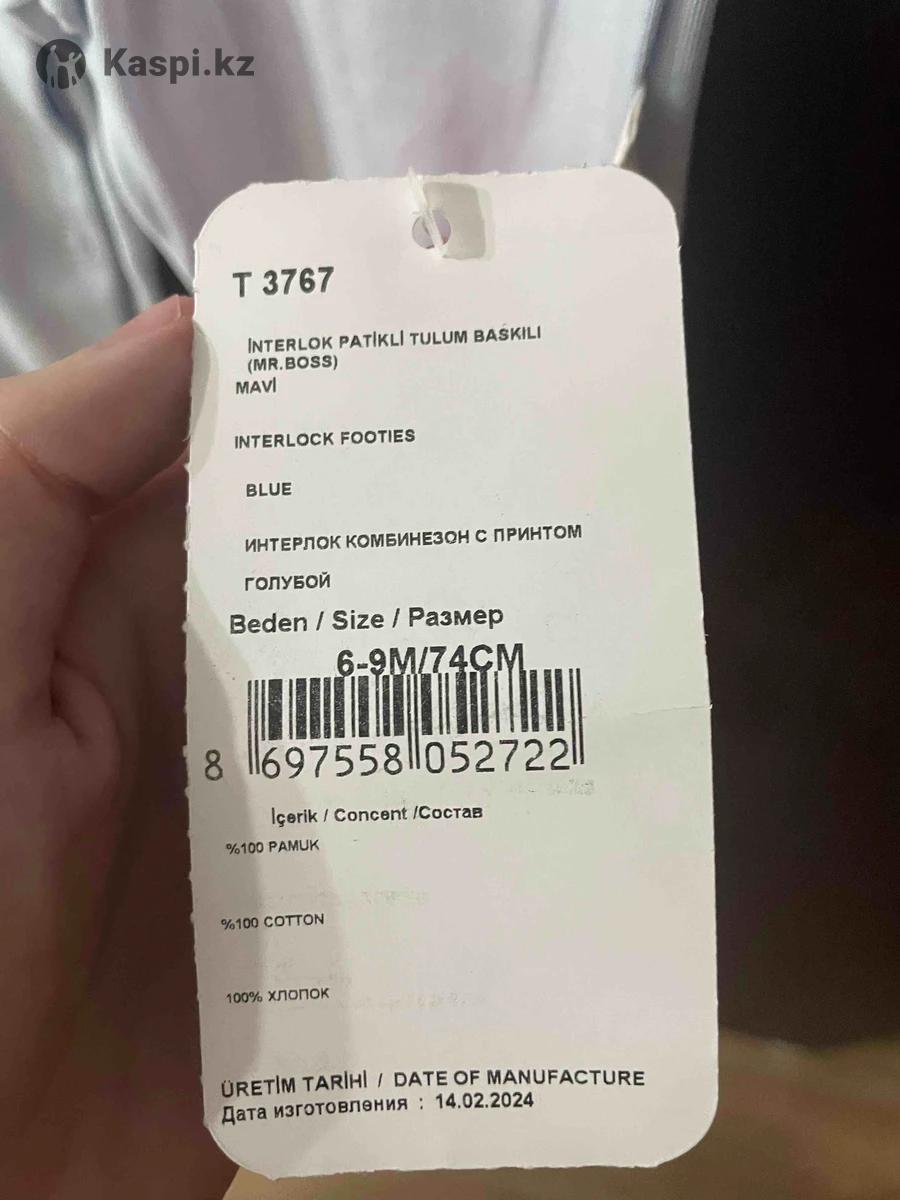 Kaspi.kz
T 3767
İNTERLOK PATİKLİ TULUM BASKILI
(MR.BOSS)
MAVİ
INTERLOCK FOOTIES
BLUE
ИНТЕРЛОК КОМБИНЕЗОН С ПРИНТОМ
ГОЛУБОЙ
Beden / Size / Размер
6-9M/74CM
8 697558 052722
İçerik / Concent /Состав
%100 PAMUK
%100 COTTON
100% ХЛОПОК
ÜRETİM TARİHİ / DATE OF MANUFACTURE
Дата изготовления : 14.02.2024